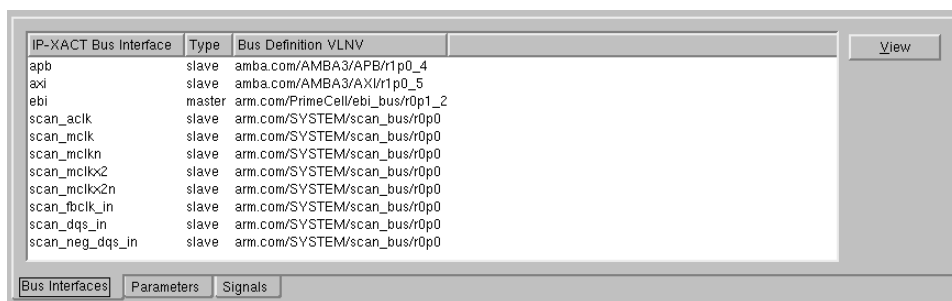 IP-XACT Bus Interface Type Bus Definition VLNV
View
apb slave amba.com/AMBA3/APB/r1p0_4
axi slave amba.com/AMBA3/AXI/r1p0_5
ebi master arm.com/PrimeCell/ebi_bus/r0p1_2
scan_aclk slave arm.com/SYSTEM/scan_bus/r0p0
scan_mclk slave arm.com/SYSTEM/scan_bus/r0p0
scan_mclkn slave arm.com/SYSTEM/scan_bus/r0p0
scan_mclkx2 slave arm.com/SYSTEM/scan_bus/r0p0
scan_mclkx2n slave arm.com/SYSTEM/scan_bus/r0p0
scan_fbclk_in slave arm.com/SYSTEM/scan_bus/r0p0
scan_dqs_in slave arm.com/SYSTEM/scan_bus/r0p0
scan_neg_dqs_in slave arm.com/SYSTEM/scan_bus/r0p0
Bus Interfaces Parameters Signals